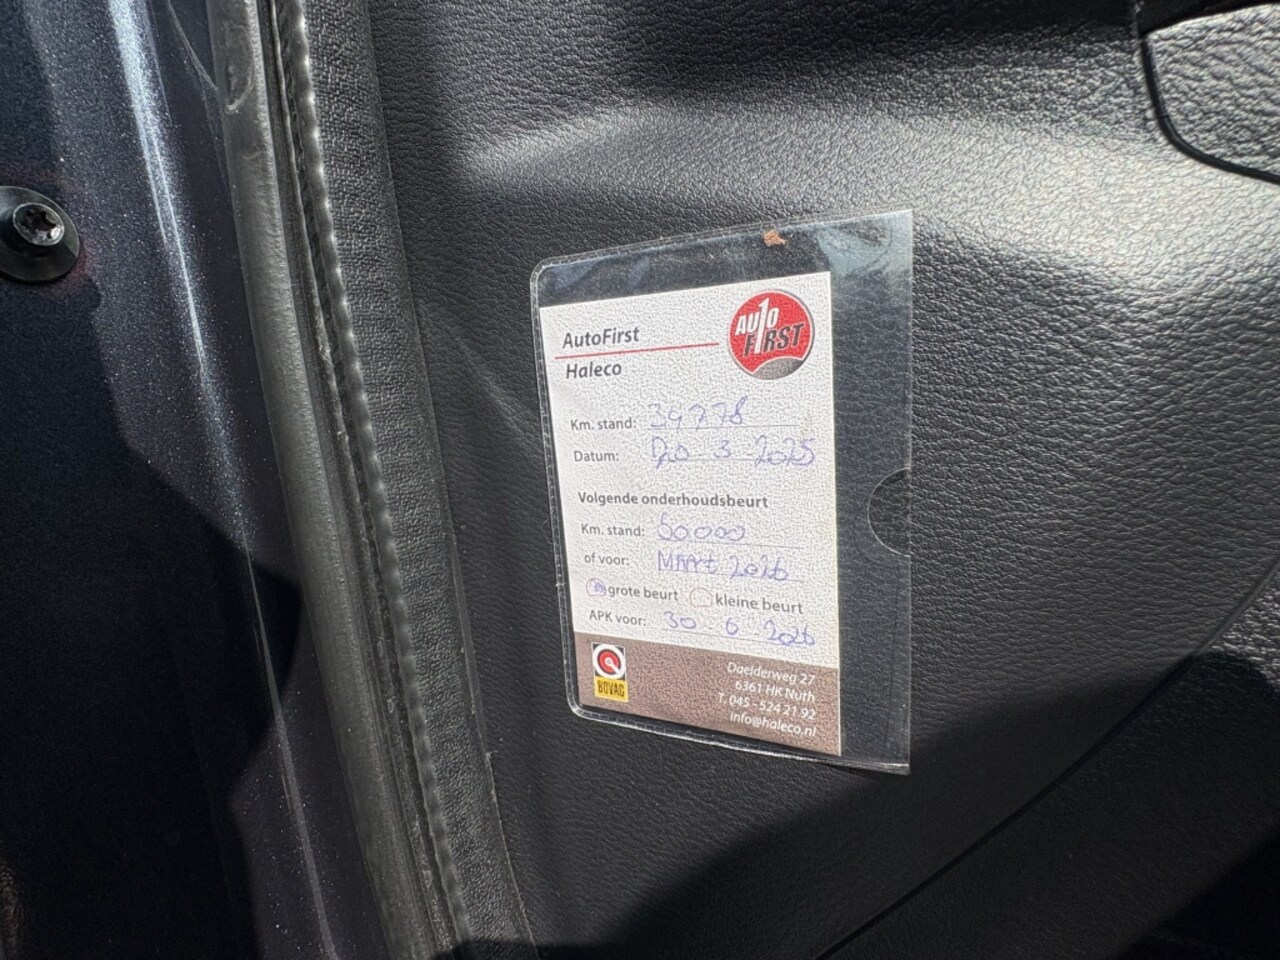 AutoFirst
Haleco
AUTO
FIRST
Km. stand: 34778
Datum: 20 - 3 - 2025
Volgende onderhoudsbeurt
Km. stand: 60000
of voor: MAART 2026
grote beurt kleine beurt
APK voor: 30 - 6 - 2026
BOVAG
Daelderweg 27
6361 HK Nuth
T. 045 - 524 21 92
info@haleco.nl